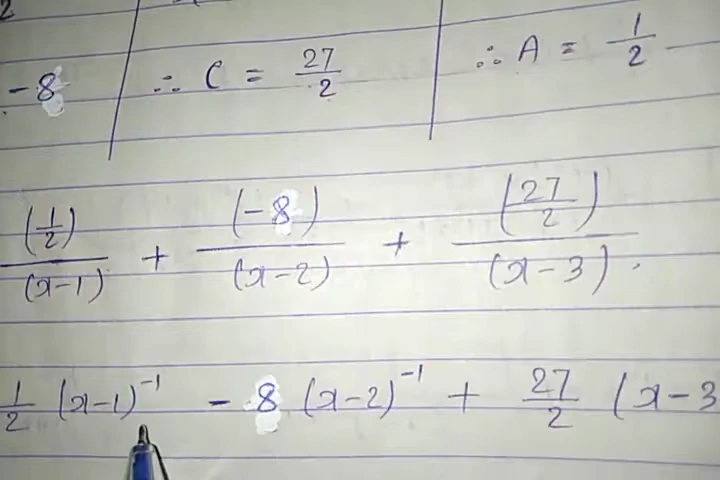 2
-8 ∴ C = 27/2 ∴ A = 1/2
(1/2)/(x-1) + (-8)/(x-2) + (27/2)/(x-3).
1/2 (x-1)^-1 - 8 (x-2)^-1 + 27/2 (x-3